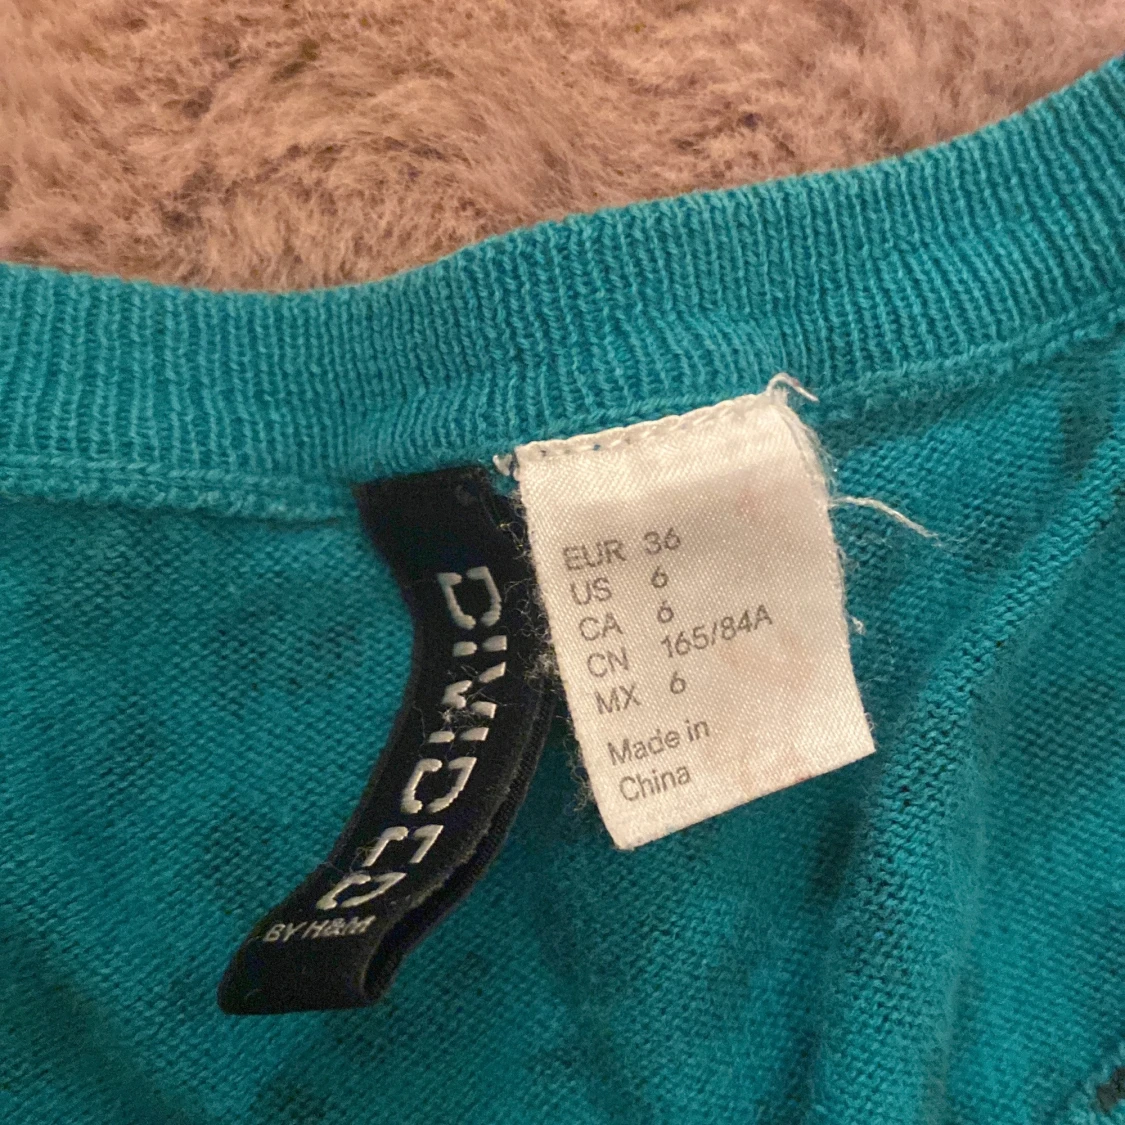 DIVIDED
BY H&M
EUR 36
US 6
CA 6
CN 165/84A
MX 6
Made in
China